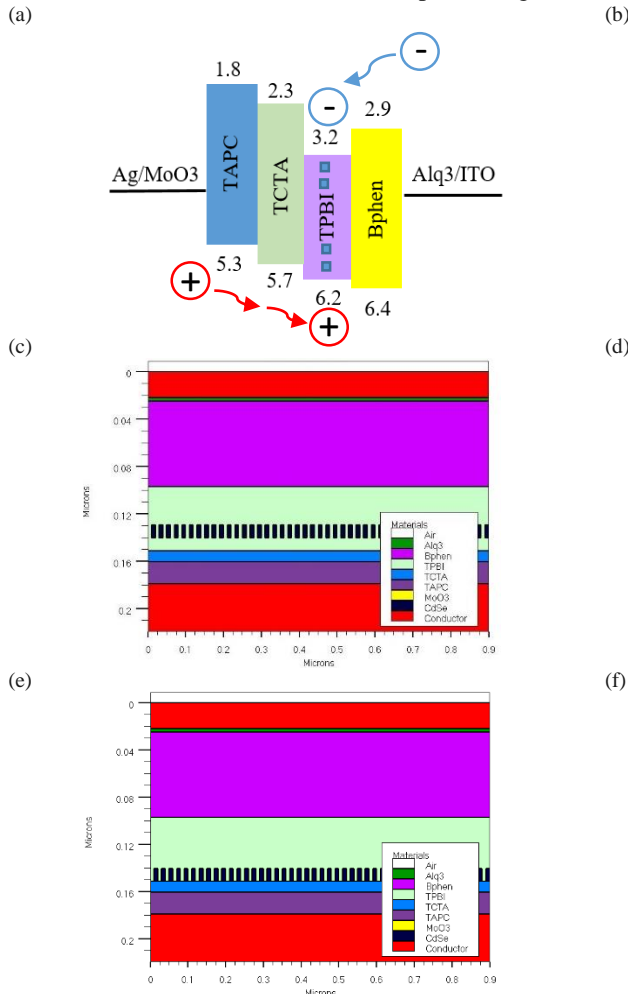 (a)
(b)
1.8
2.3
3.2
2.9
-
-
Ag/MoO3
TAPC
TCTA
TPBI
Bphen
Alq3/ITO
5.3
5.7
6.2
6.4
+
+
(c)
(d)
0
0.04
0.08
0.12
0.16
0.2
Microns
Materials
Air
Alq3
Bphen
TPBI
TCTA
TAPC
MoO3
CdSe
Conductor
0 0.1 0.2 0.3 0.4 0.5 0.6 0.7 0.8 0.9
Microns
(e)
(f)
0
0.04
0.08
0.12
0.16
0.2
Microns
Materials
Air
Alq3
Bphen
TPBI
TCTA
TAPC
MoO3
CdSe
Conductor
0 0.1 0.2 0.3 0.4 0.5 0.6 0.7 0.8 0.9
Microns